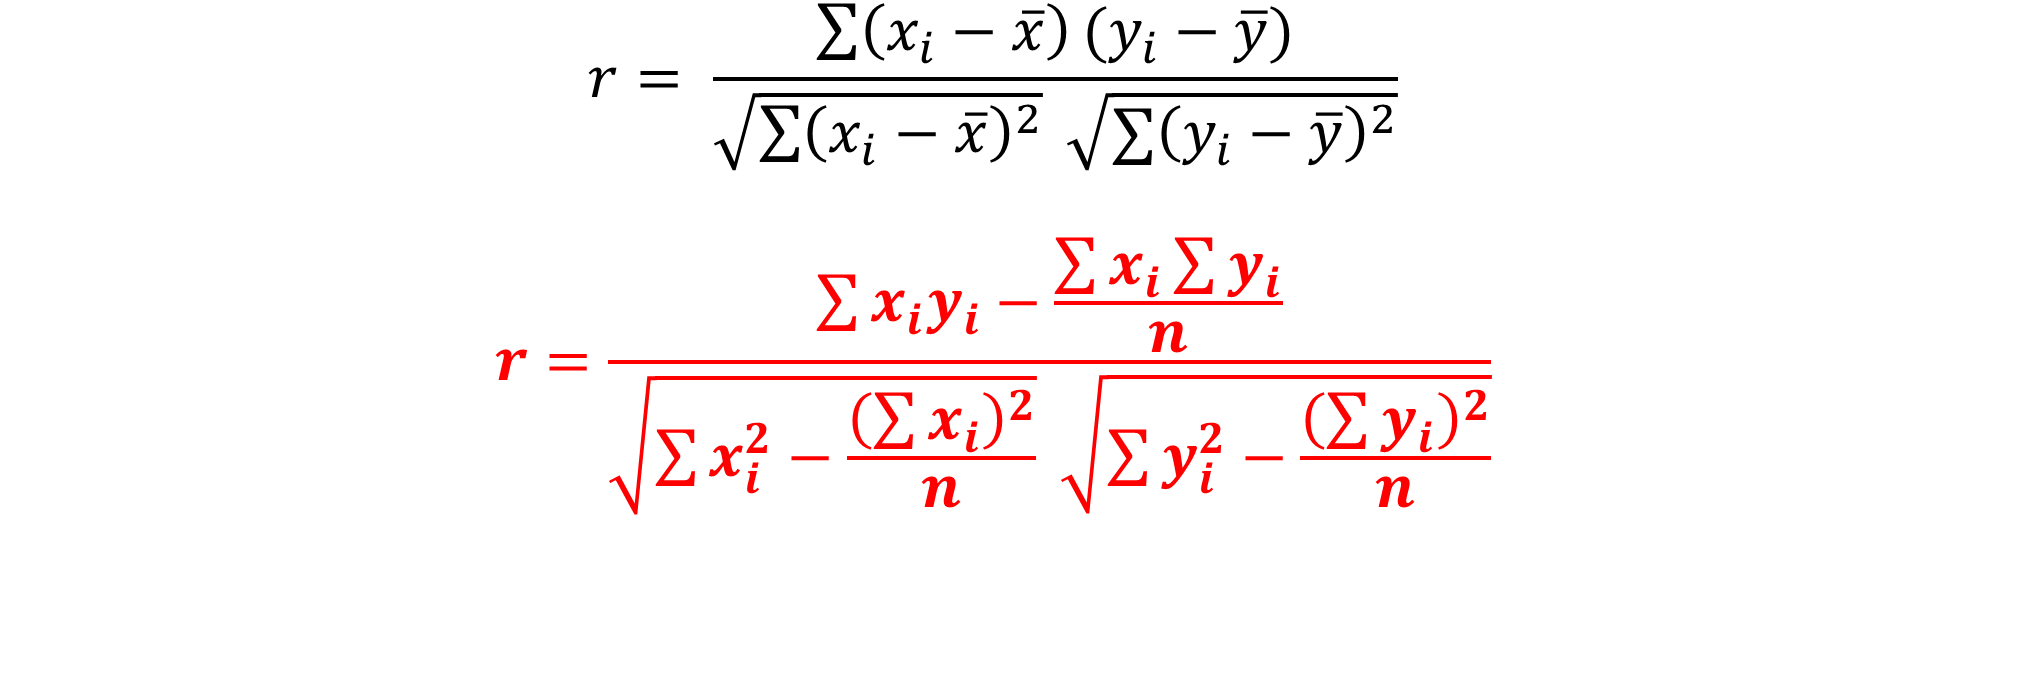 r = ∑(xᵢ − x̄) (yᵢ − ȳ) / √∑(xᵢ − x̄)² √∑(yᵢ − ȳ)²
r = ∑ xᵢyᵢ − ∑ xᵢ ∑ yᵢ / n / √∑ xᵢ² − (∑ xᵢ)² / n √∑ yᵢ² − (∑ yᵢ)² / n